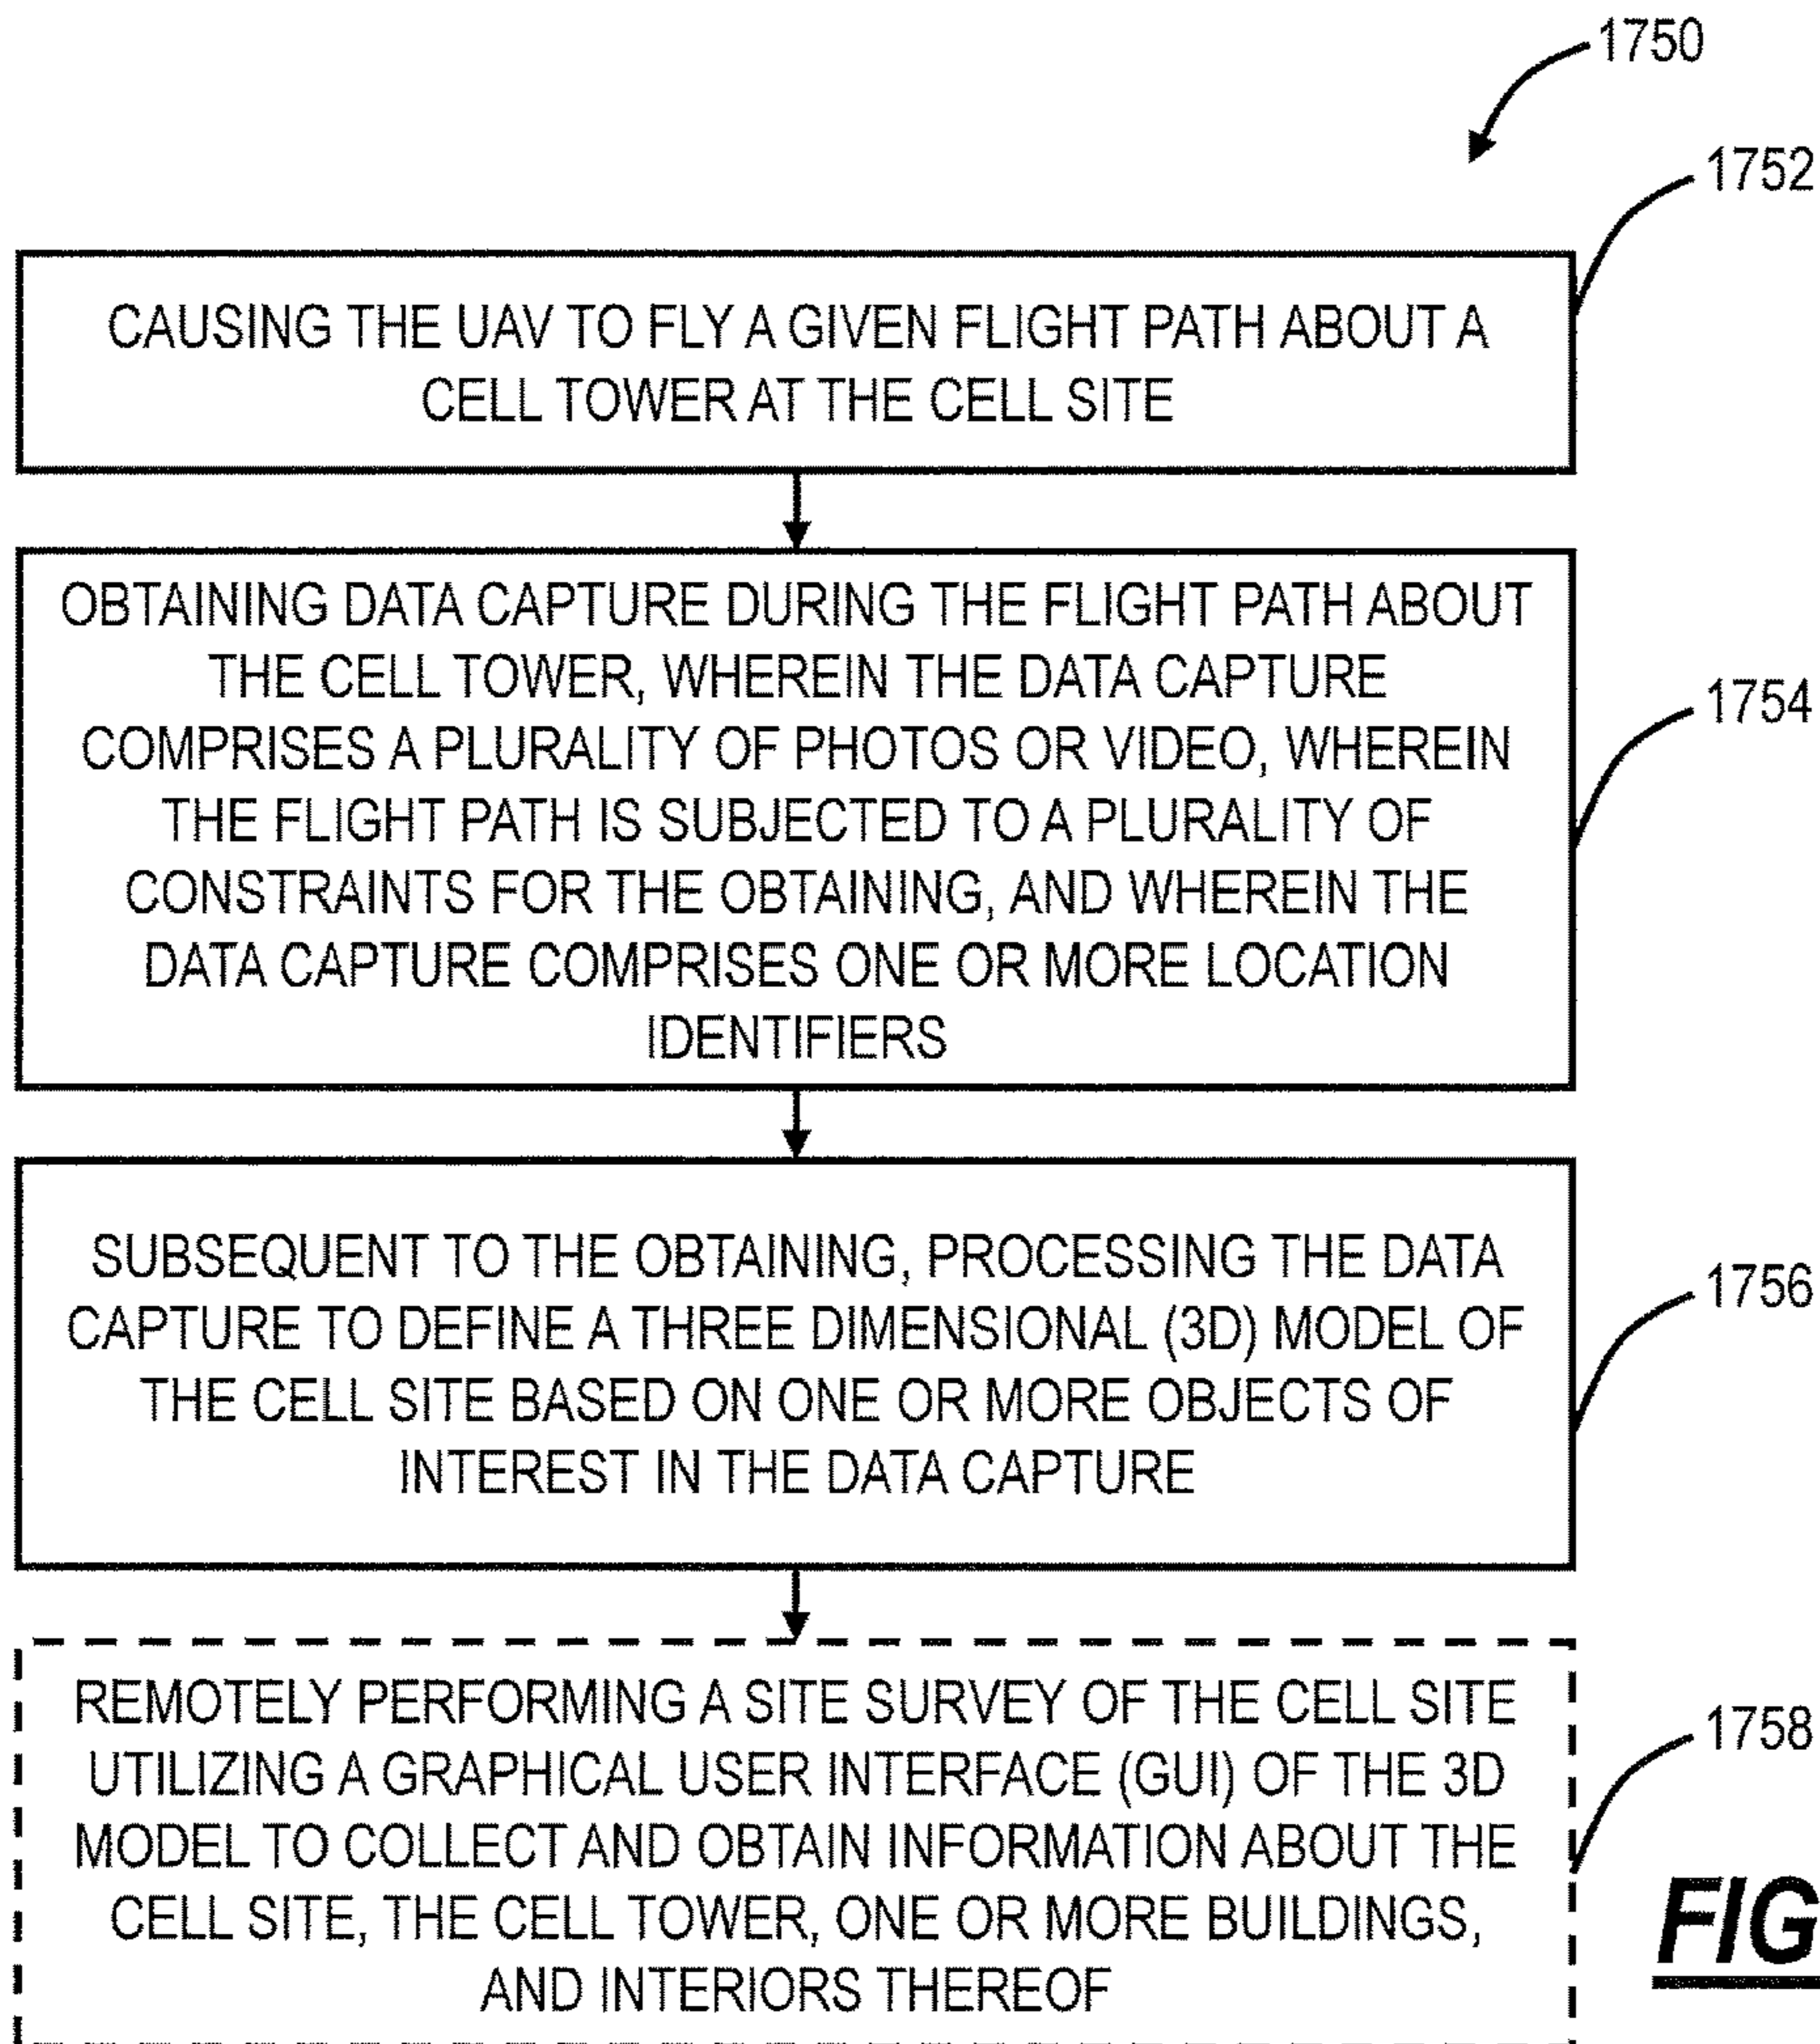 1750
1752
CAUSING THE UAV TO FLY A GIVEN FLIGHT PATH ABOUT A
CELL TOWER AT THE CELL SITE
OBTAINING DATA CAPTURE DURING THE FLIGHT PATH ABOUT
THE CELL TOWER, WHEREIN THE DATA CAPTURE
COMPRISES A PLURALITY OF PHOTOS OR VIDEO, WHEREIN
THE FLIGHT PATH IS SUBJECTED TO A PLURALITY OF
CONSTRAINTS FOR THE OBTAINING, AND WHEREIN THE
DATA CAPTURE COMPRISES ONE OR MORE LOCATION
IDENTIFIERS
1754
SUBSEQUENT TO THE OBTAINING, PROCESSING THE DATA
CAPTURE TO DEFINE A THREE DIMENSIONAL (3D) MODEL OF
THE CELL SITE BASED ON ONE OR MORE OBJECTS OF
INTEREST IN THE DATA CAPTURE
1756
REMOTELY PERFORMING A SITE SURVEY OF THE CELL SITE
UTILIZING A GRAPHICAL USER INTERFACE (GUI) OF THE 3D
MODEL TO COLLECT AND OBTAIN INFORMATION ABOUT THE
CELL SITE, THE CELL TOWER, ONE OR MORE BUILDINGS,
AND INTERIORS THEREOF
1758
FIG